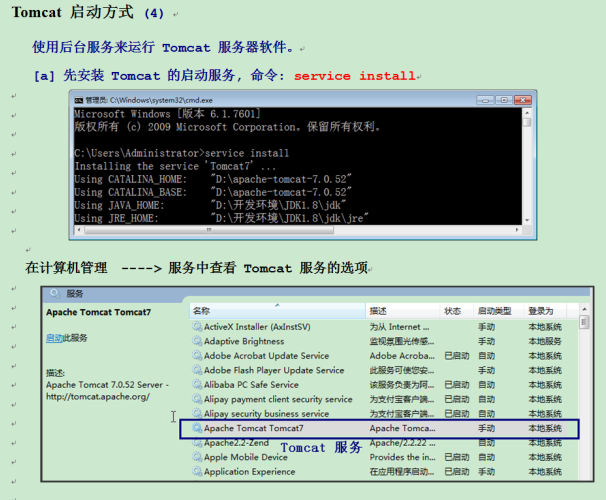 Tomcat 启动方式 (4)
使用后台服务来运行 Tomcat 服务器软件。
[a] 先安装 Tomcat 的启动服务，命令: service install
管理员: C:\Windows\system32\cmd.exe
Microsoft Windows [版本 6.1.7601]
版权所有 (c) 2009 Microsoft Corporation。保留所有权利。
C:\Users\Administrator>service install
Installing the service 'Tomcat7' ...
Using CATALINA_HOME: "D:\apache-tomcat-7.0.52"
Using CATALINA_BASE: "D:\apache-tomcat-7.0.52"
Using JAVA_HOME: "D:\开发环境\JDK1.8\jdk"
Using JRE_HOME: "D:\开发环境\JDK1.8\jdk\jre"
在计算机管理 ----> 服务中查看 Tomcat 服务的选项
服务
Apache Tomcat Tomcat7
启动此服务
描述:
Apache Tomcat 7.0.52 Server -
http://tomcat.apache.org/
名称 描述 状态 启动类型 登录为
ActiveX Installer (AxInstSV) 为从 Internet ... 手动 本地系统
Adaptive Brightness 监视氛围光传感... 手动 本地服务
Adobe Acrobat Update Service Adobe Acroba... 已启动 自动 本地系统
Adobe Flash Player Update Service 此服务可使您安... 手动 本地系统
Alibaba PC Safe Service 该服务负责为阿... 已启动 自动 本地系统
Alipay payment client security service 为支付宝客户端... 已启动 自动 本地系统
Alipay security business service 为支付宝客户端... 已启动 自动 本地系统
Apache Tomcat Tomcat7 Apache Tomca... 手动 本地系统
Apache2.2-Zend Apache/2.2.22 ... 自动 本地系统
Tomcat 服务
Apple Mobile Device Provides the in... 已启动 自动 本地系统
Application Experience 在应用程序启动... 已启动 手动 本地系统